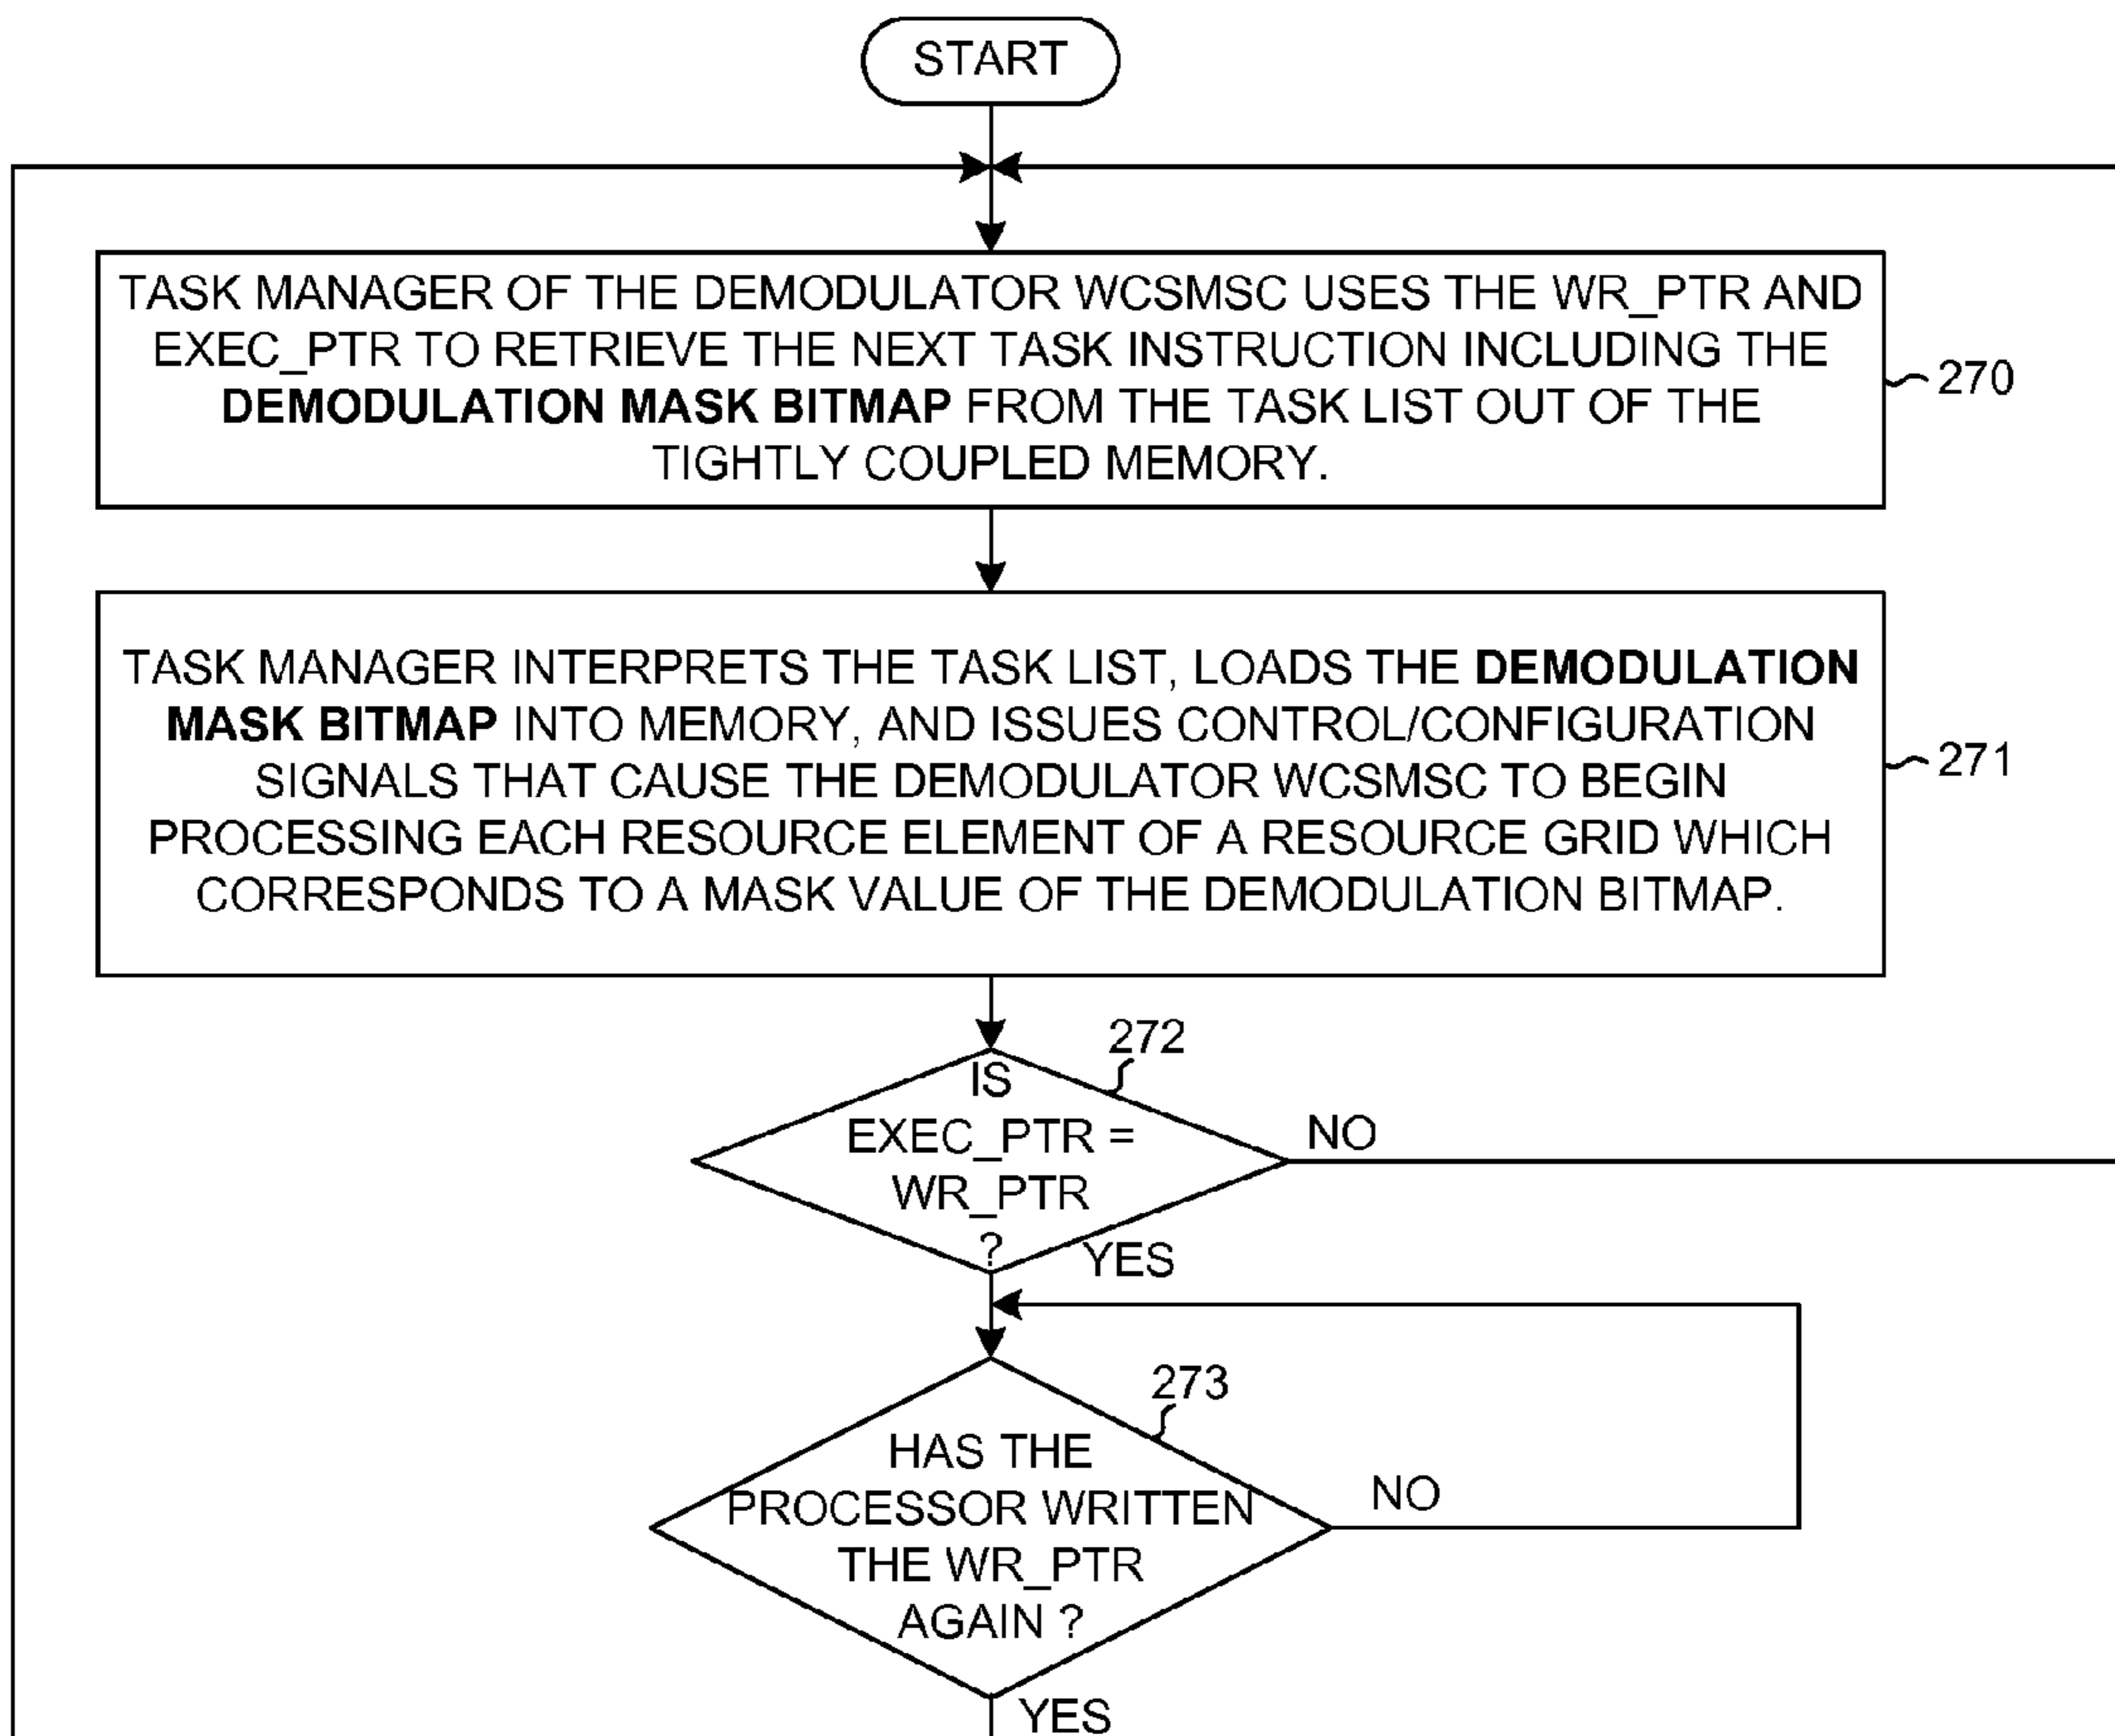 START
TASK MANAGER OF THE DEMODULATOR WCSMSC USES THE WR_PTR AND
EXEC_PTR TO RETRIEVE THE NEXT TASK INSTRUCTION INCLUDING THE
DEMODULATION MASK BITMAP FROM THE TASK LIST OUT OF THE
TIGHTLY COUPLED MEMORY.
270
TASK MANAGER INTERPRETS THE TASK LIST, LOADS THE DEMODULATION
MASK BITMAP INTO MEMORY, AND ISSUES CONTROL/CONFIGURATION
SIGNALS THAT CAUSE THE DEMODULATOR WCSMSC TO BEGIN
PROCESSING EACH RESOURCE ELEMENT OF A RESOURCE GRID WHICH
CORRESPONDS TO A MASK VALUE OF THE DEMODULATION BITMAP.
271
272
IS
EXEC_PTR =
WR_PTR
?
NO
YES
273
HAS THE
PROCESSOR WRITTEN
THE WR_PTR
AGAIN ?
NO
YES